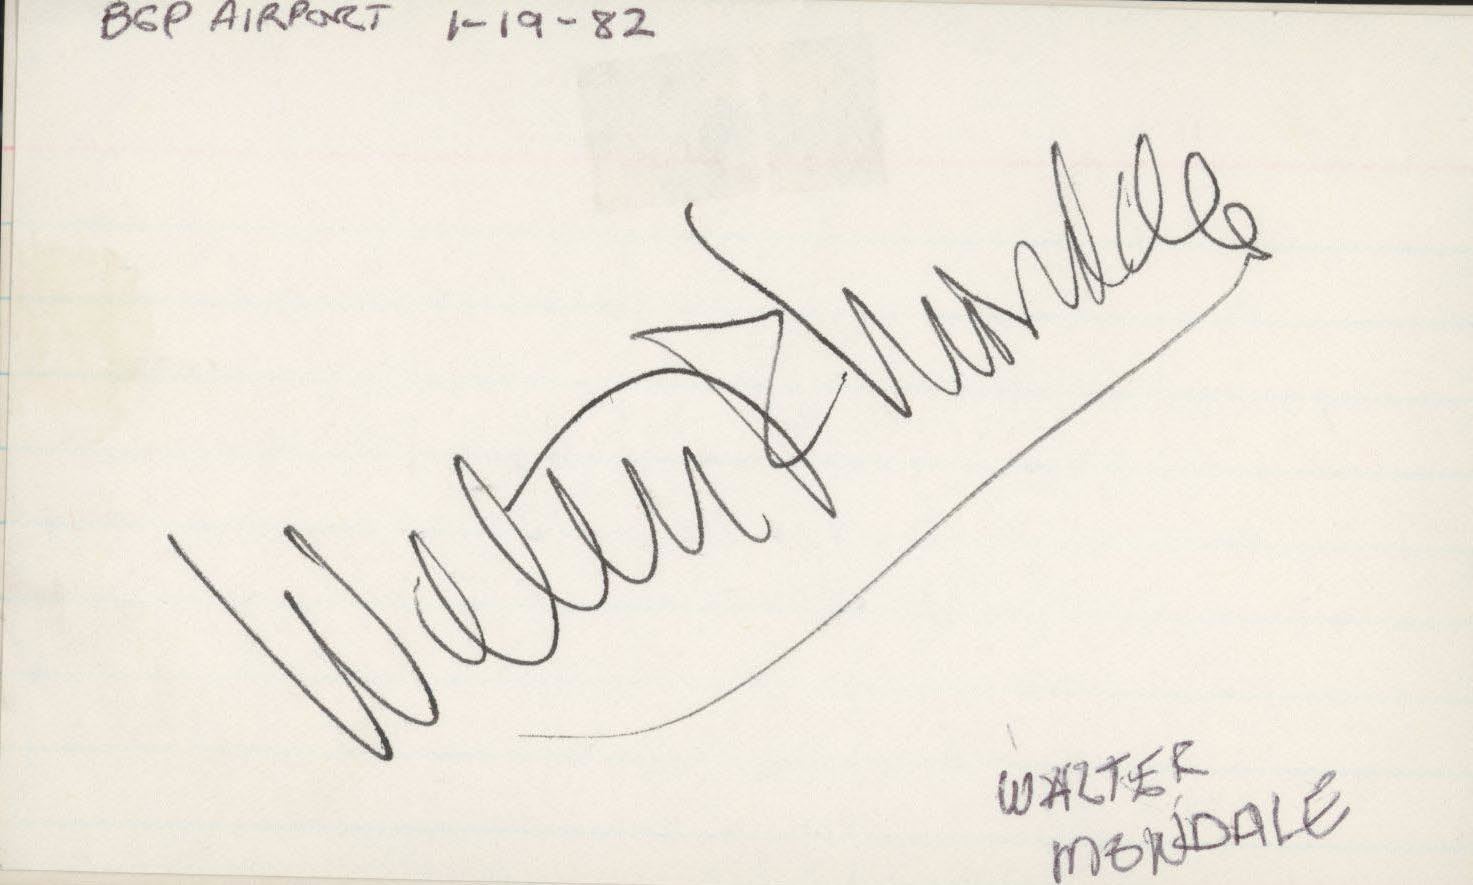 BGP AIRPORT 1-19-82
Walter F Mondale
WALTER
MONDALE